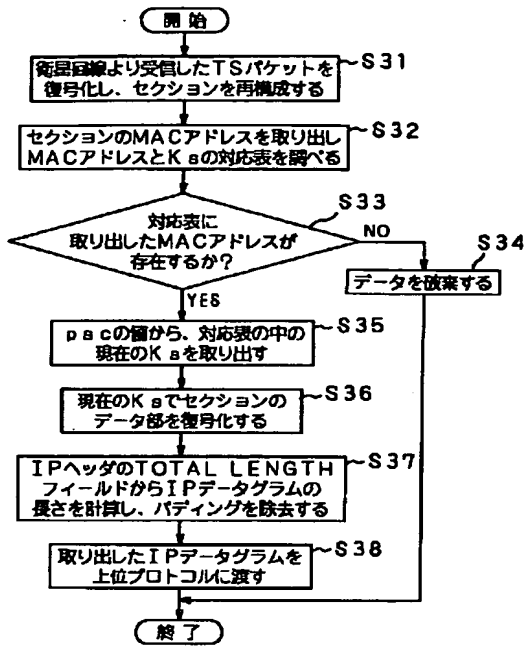 開始
衛星回線より受信したTSパケットを
復号化し、セクションを再構成する
S31
セクションのMACアドレスを取り出し
MACアドレスとKsの対応表を調べる
S32
対応表に
取り出したMACアドレスが
存在するか?
S33
NO
S34
データを破棄する
YES
pscの値から、対応表の中の
現在のKsを取り出す
S35
現在のKsでセクションの
データ部を復号化する
S36
IPヘッダのTOTAL LENGTH
フィールドからIPデータグラムの
長さを計算し、パディングを除去する
S37
取り出したIPデータグラムを
上位プロトコルに渡す
S38
終了